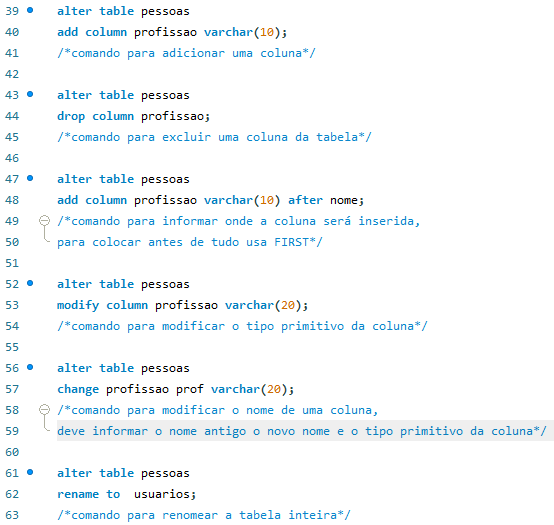 39 alter table pessoas
40 add column profissao varchar(10);
41 /*comando para adicionar uma coluna*/
42
43 alter table pessoas
44 drop column profissao;
45 /*comando para excluir uma coluna da tabela*/
46
47 alter table pessoas
48 add column profissao varchar(10) after nome;
49 /*comando para informar onde a coluna será inserida,
50 para colocar antes de tudo usa FIRST*/
51
52 alter table pessoas
53 modify column profissao varchar(20);
54 /*comando para modificar o tipo primitivo da coluna*/
55
56 alter table pessoas
57 change profissao prof varchar(20);
58 /*comando para modificar o nome de uma coluna,
59 deve informar o nome antigo o novo nome e o tipo primitivo da coluna*/
60
61 alter table pessoas
62 rename to  usuarios;
63 /*comando para renomear a tabela inteira*/